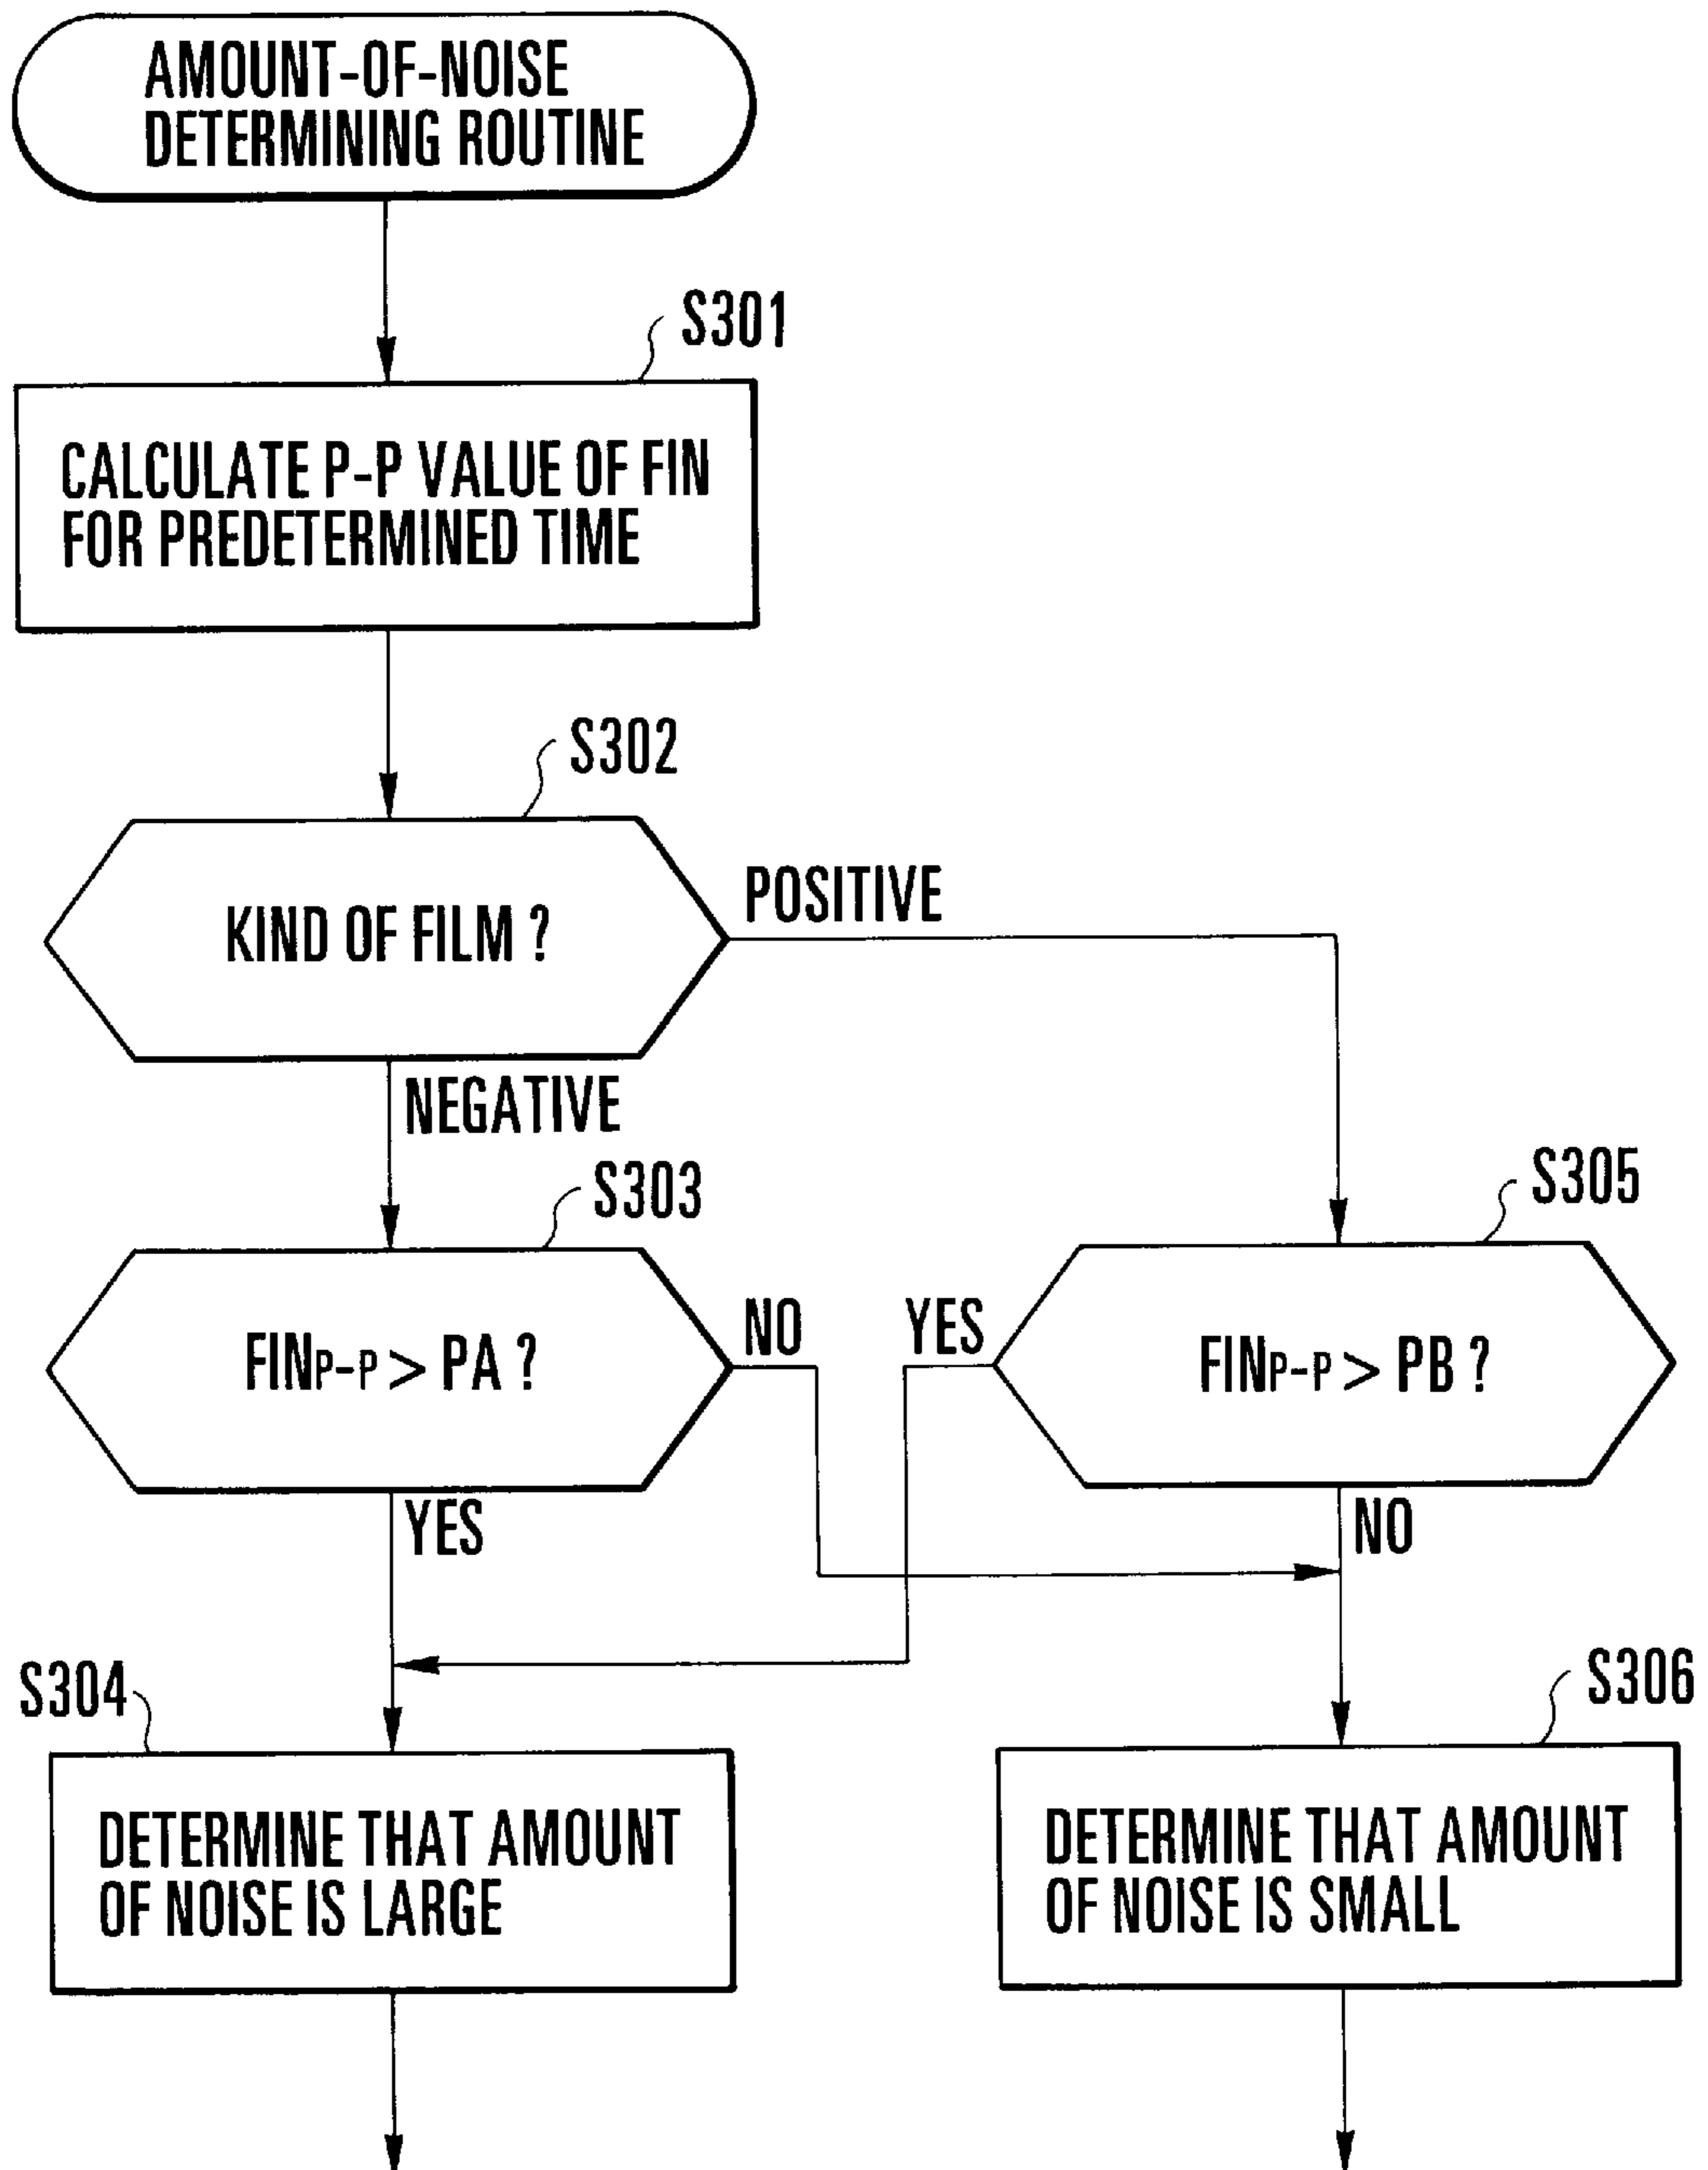 AMOUNT-OF-NOISE
DETERMINING ROUTINE
S301
CALCULATE P-P VALUE OF FIN
FOR PREDETERMINED TIME
S302
KIND OF FILM ?
POSITIVE
NEGATIVE
S303
S305
FINP-P > PA ?
NO
YES
FINP-P > PB ?
YES
NO
S304
S306
DETERMINE THAT AMOUNT
OF NOISE IS LARGE
DETERMINE THAT AMOUNT
OF NOISE IS SMALL